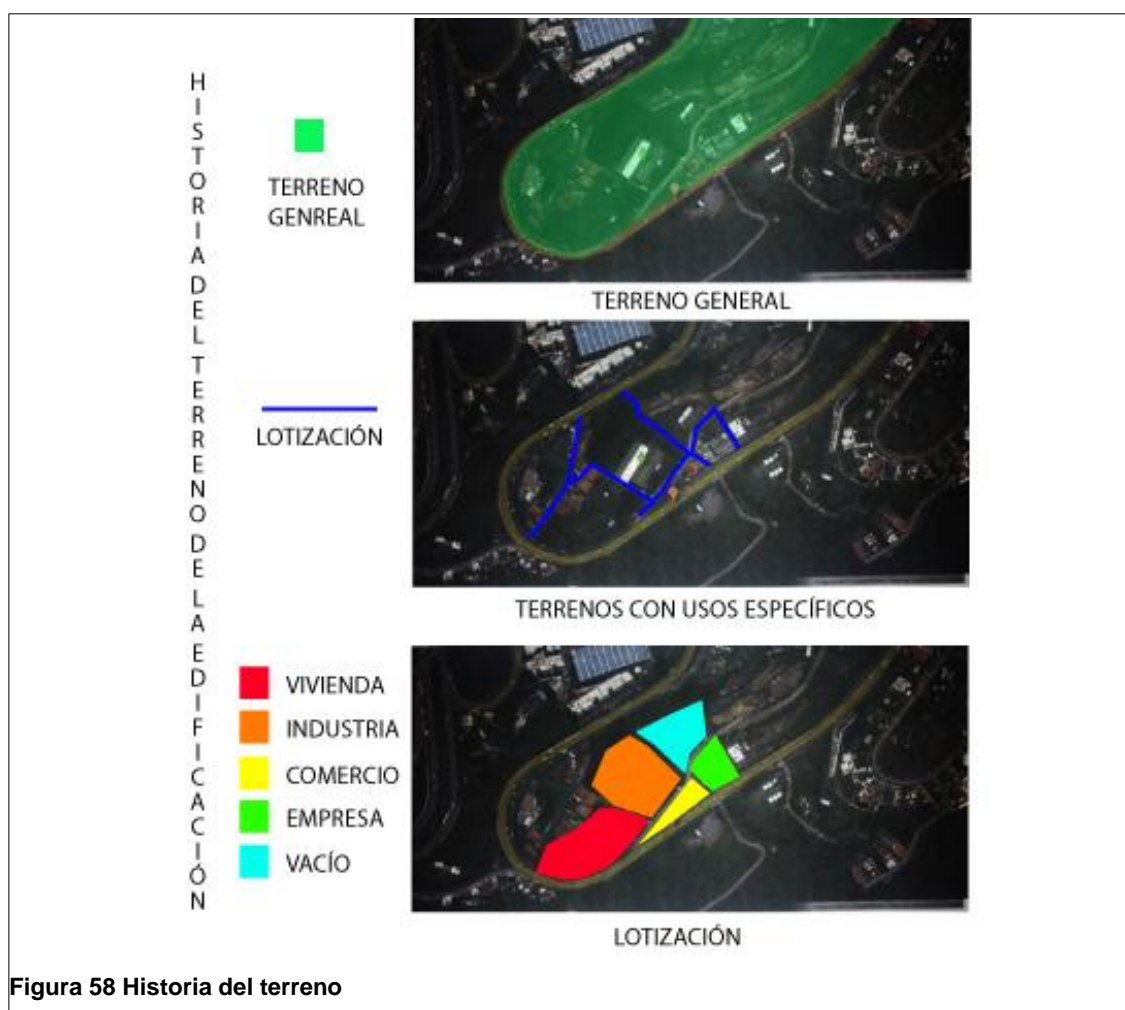 HISTORIA DEL TERRENO DE LA EDIFICACIÓN
TERRENO
GENREAL
TERRENO GENERAL
LOTIZACIÓN
TERRENOS CON USOS ESPECÍFICOS
VIVIENDA
INDUSTRIA
COMERCIO
EMPRESA
VACÍO
LOTIZACIÓN
Figura 58 Historia del terreno